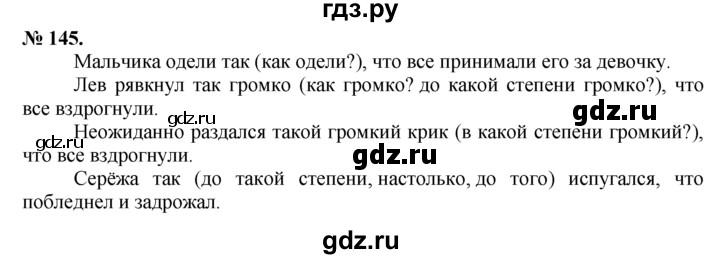 гдз.ру
№ 145.
Мальчика одели так (как одели?), что все принимали его за девочку.
Лев рявкнул так громко (как громко? до какой степени громко?), что
все вздрогнули.
gdz.ru
gdz.ru
Неожиданно раздался такой громкий крик (в какой степени громкий?),
что все вздрогнули.
gdz.ru
gdz.ru
Серёжа так (до такой степени, настолько, до того) испугался, что
побледнел и задрожал.
gdz.ru